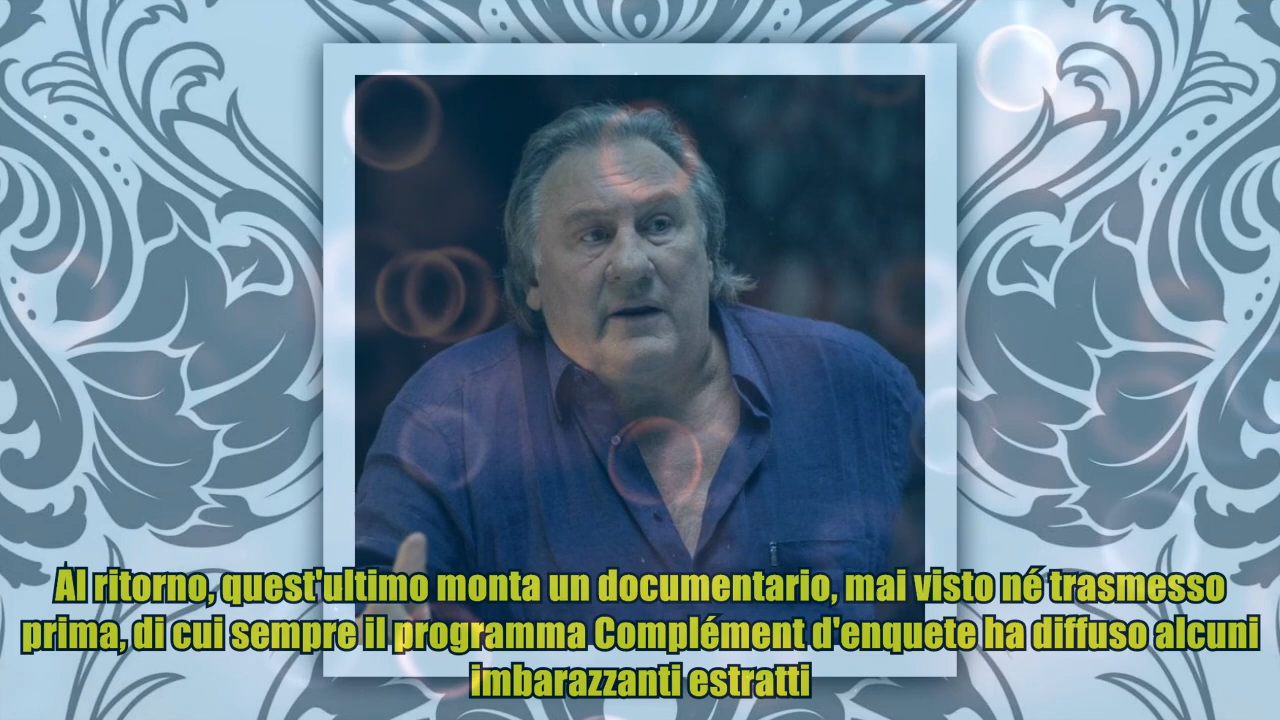 Al ritorno, quest'ultimo monta un documentario, mai visto né trasmesso
prima, di cui sempre il programma Complément d'enquete ha diffuso alcuni
imbarazzanti estratti